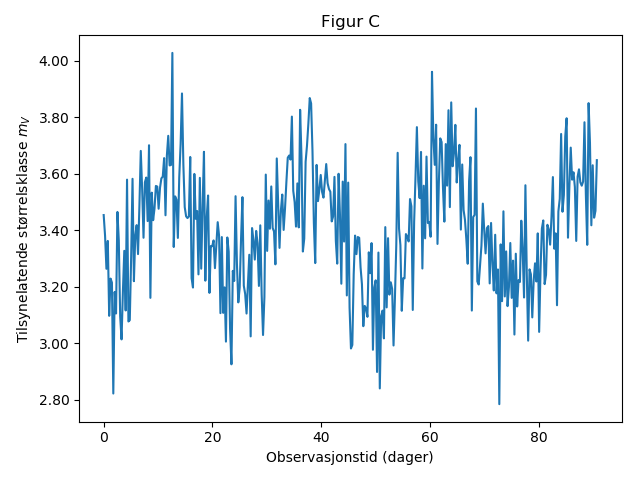 Figur C
4.00
3.80
3.60
3.40
3.20
3.00
2.80
Tilsynelatende størrelsesklasse $m_V$
0 20 40 60 80
Observasjonstid (dager)